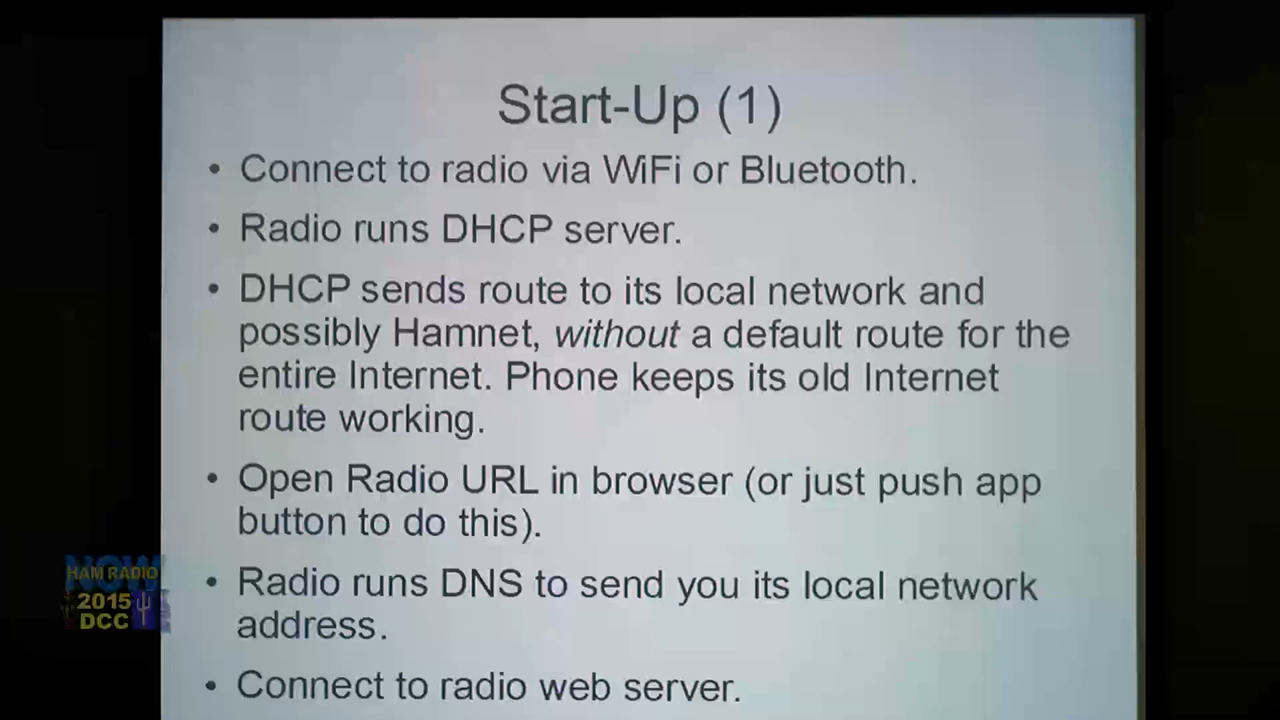 Start-Up (1)
• Connect to radio via WiFi or Bluetooth.
• Radio runs DHCP server.
• DHCP sends route to its local network and
possibly Hamnet, without a default route for the
entire Internet. Phone keeps its old Internet
route working.
• Open Radio URL in browser (or just push app
button to do this).
• Radio runs DNS to send you its local network
address.
• Connect to radio web server.
HAM RADIO
NOW
2015
DCC